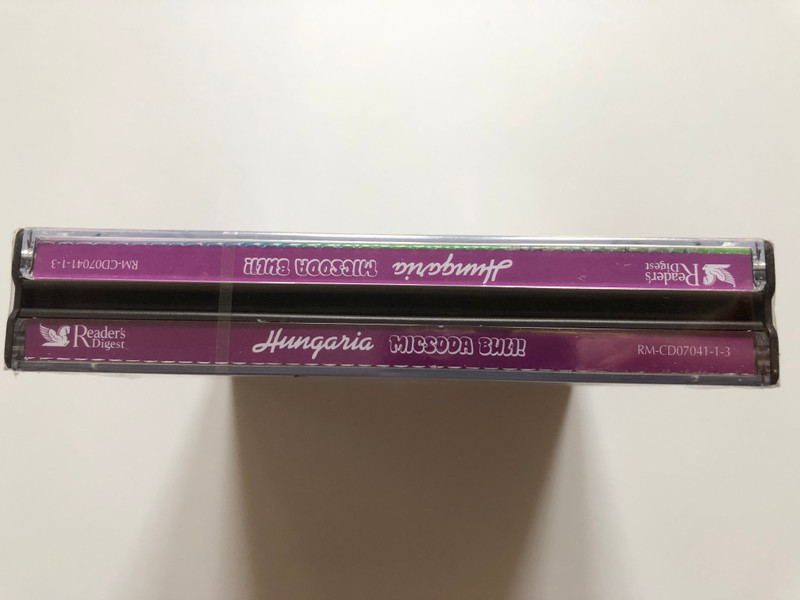 RM-CD07041-1-3 MICSODA BULI! Hungaria Reader's Digest
Reader's Digest Hungaria MICSODA BULI! RM-CD07041-1-3